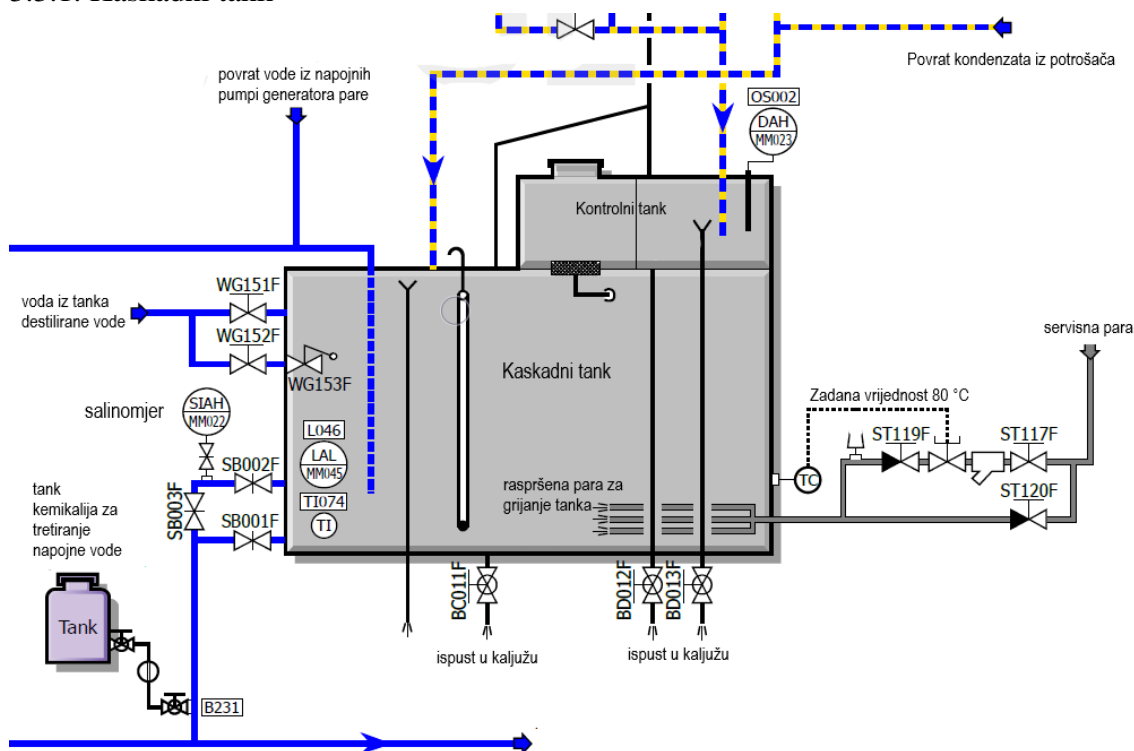 Povrat kondenzata iz potrošača
povrat vode iz napojnih
pumpi generatora pare
OS002
DAH
MM023
Kontrolni tank
WG151F
voda iz tanka
destilirane vode
WG152F
WG153F
servisna para
Kaskadni tank
Zadana vrijednost 80 °C
salinomjer
SIAH
MM022
L046
LAL
MM045
ST119F
ST117F
SB002F
TC
raspršena para za
grijanje tanka
TI074
TI
ST120F
tank
kemikalija za
tretiranje
napojne vode
SB003F
SB001F
BC011F
BD012F
BD013F
Tank
ispust u kaljužu
ispust u kaljužu
B231